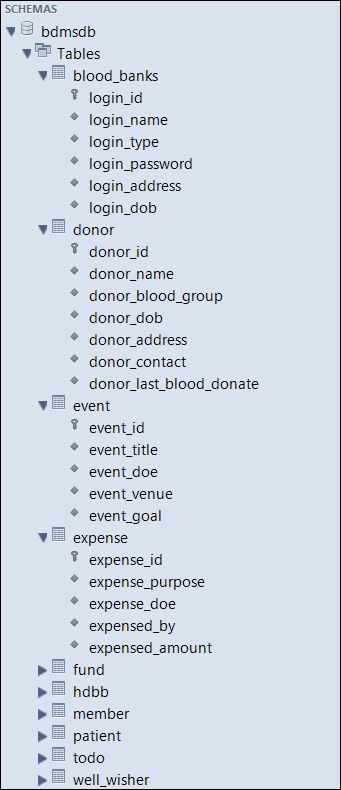 SCHEMAS
bdmsdb
Tables
blood_banks
login_id
login_name
login_type
login_password
login_address
login_dob
donor
donor_id
donor_name
donor_blood_group
donor_dob
donor_address
donor_contact
donor_last_blood_donate
event
event_id
event_title
event_doe
event_venue
event_goal
expense
expense_id
expense_purpose
expense_doe
expensed_by
expensed_amount
fund
hdbb
member
patient
todo
well_wisher